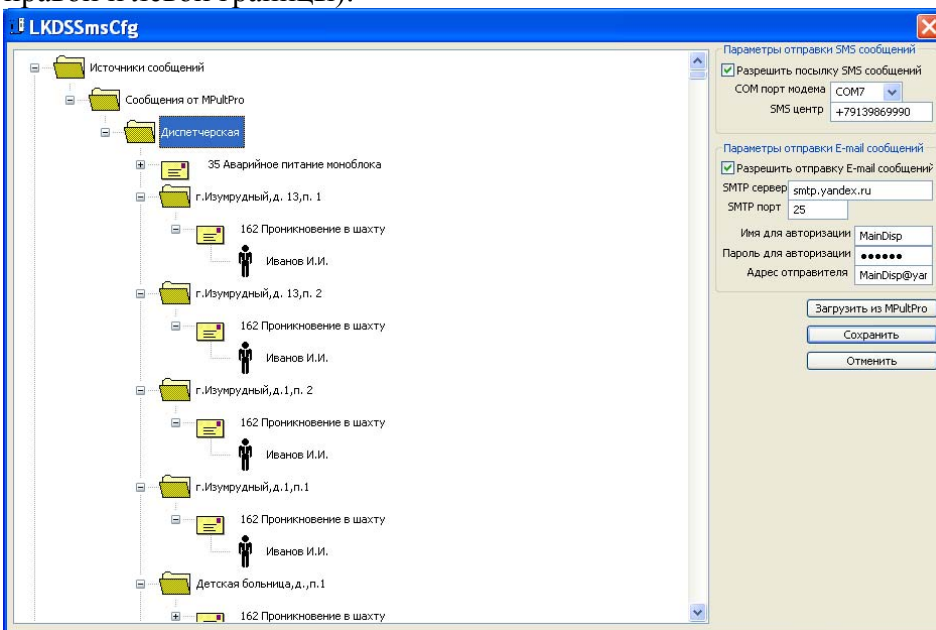 правой и левой границы).
LKDSSmsCfg
Источники сообщений
Сообщения от MPultPro
Диспетчерская
35 Аварийное питание моноблока
г.Изумрудный,д. 13,п. 1
162 Проникновение в шахту
Иванов И.И.
г.Изумрудный,д. 13,п. 2
162 Проникновение в шахту
Иванов И.И.
г.Изумрудный,д.1,п. 2
162 Проникновение в шахту
Иванов И.И.
г.Изумрудный,д.1,п.1
162 Проникновение в шахту
Иванов И.И.
Детская больница,д.,п.1
162 Проникновение в шахту
Параметры отправки SMS сообщений
Разрешить посылку SMS сообщений
COM порт модема COM7
SMS центр +79139869990
Параметры отправки E-mail сообщений
Разрешить отправку E-mail сообщений
SMTP сервер smtp.yandex.ru
SMTP порт 25
Имя для авторизации MainDisp
Пароль для авторизации ●●●●●●
Адрес отправителя MainDisp@yar
Загрузить из MPultPro
Сохранить
Отменить